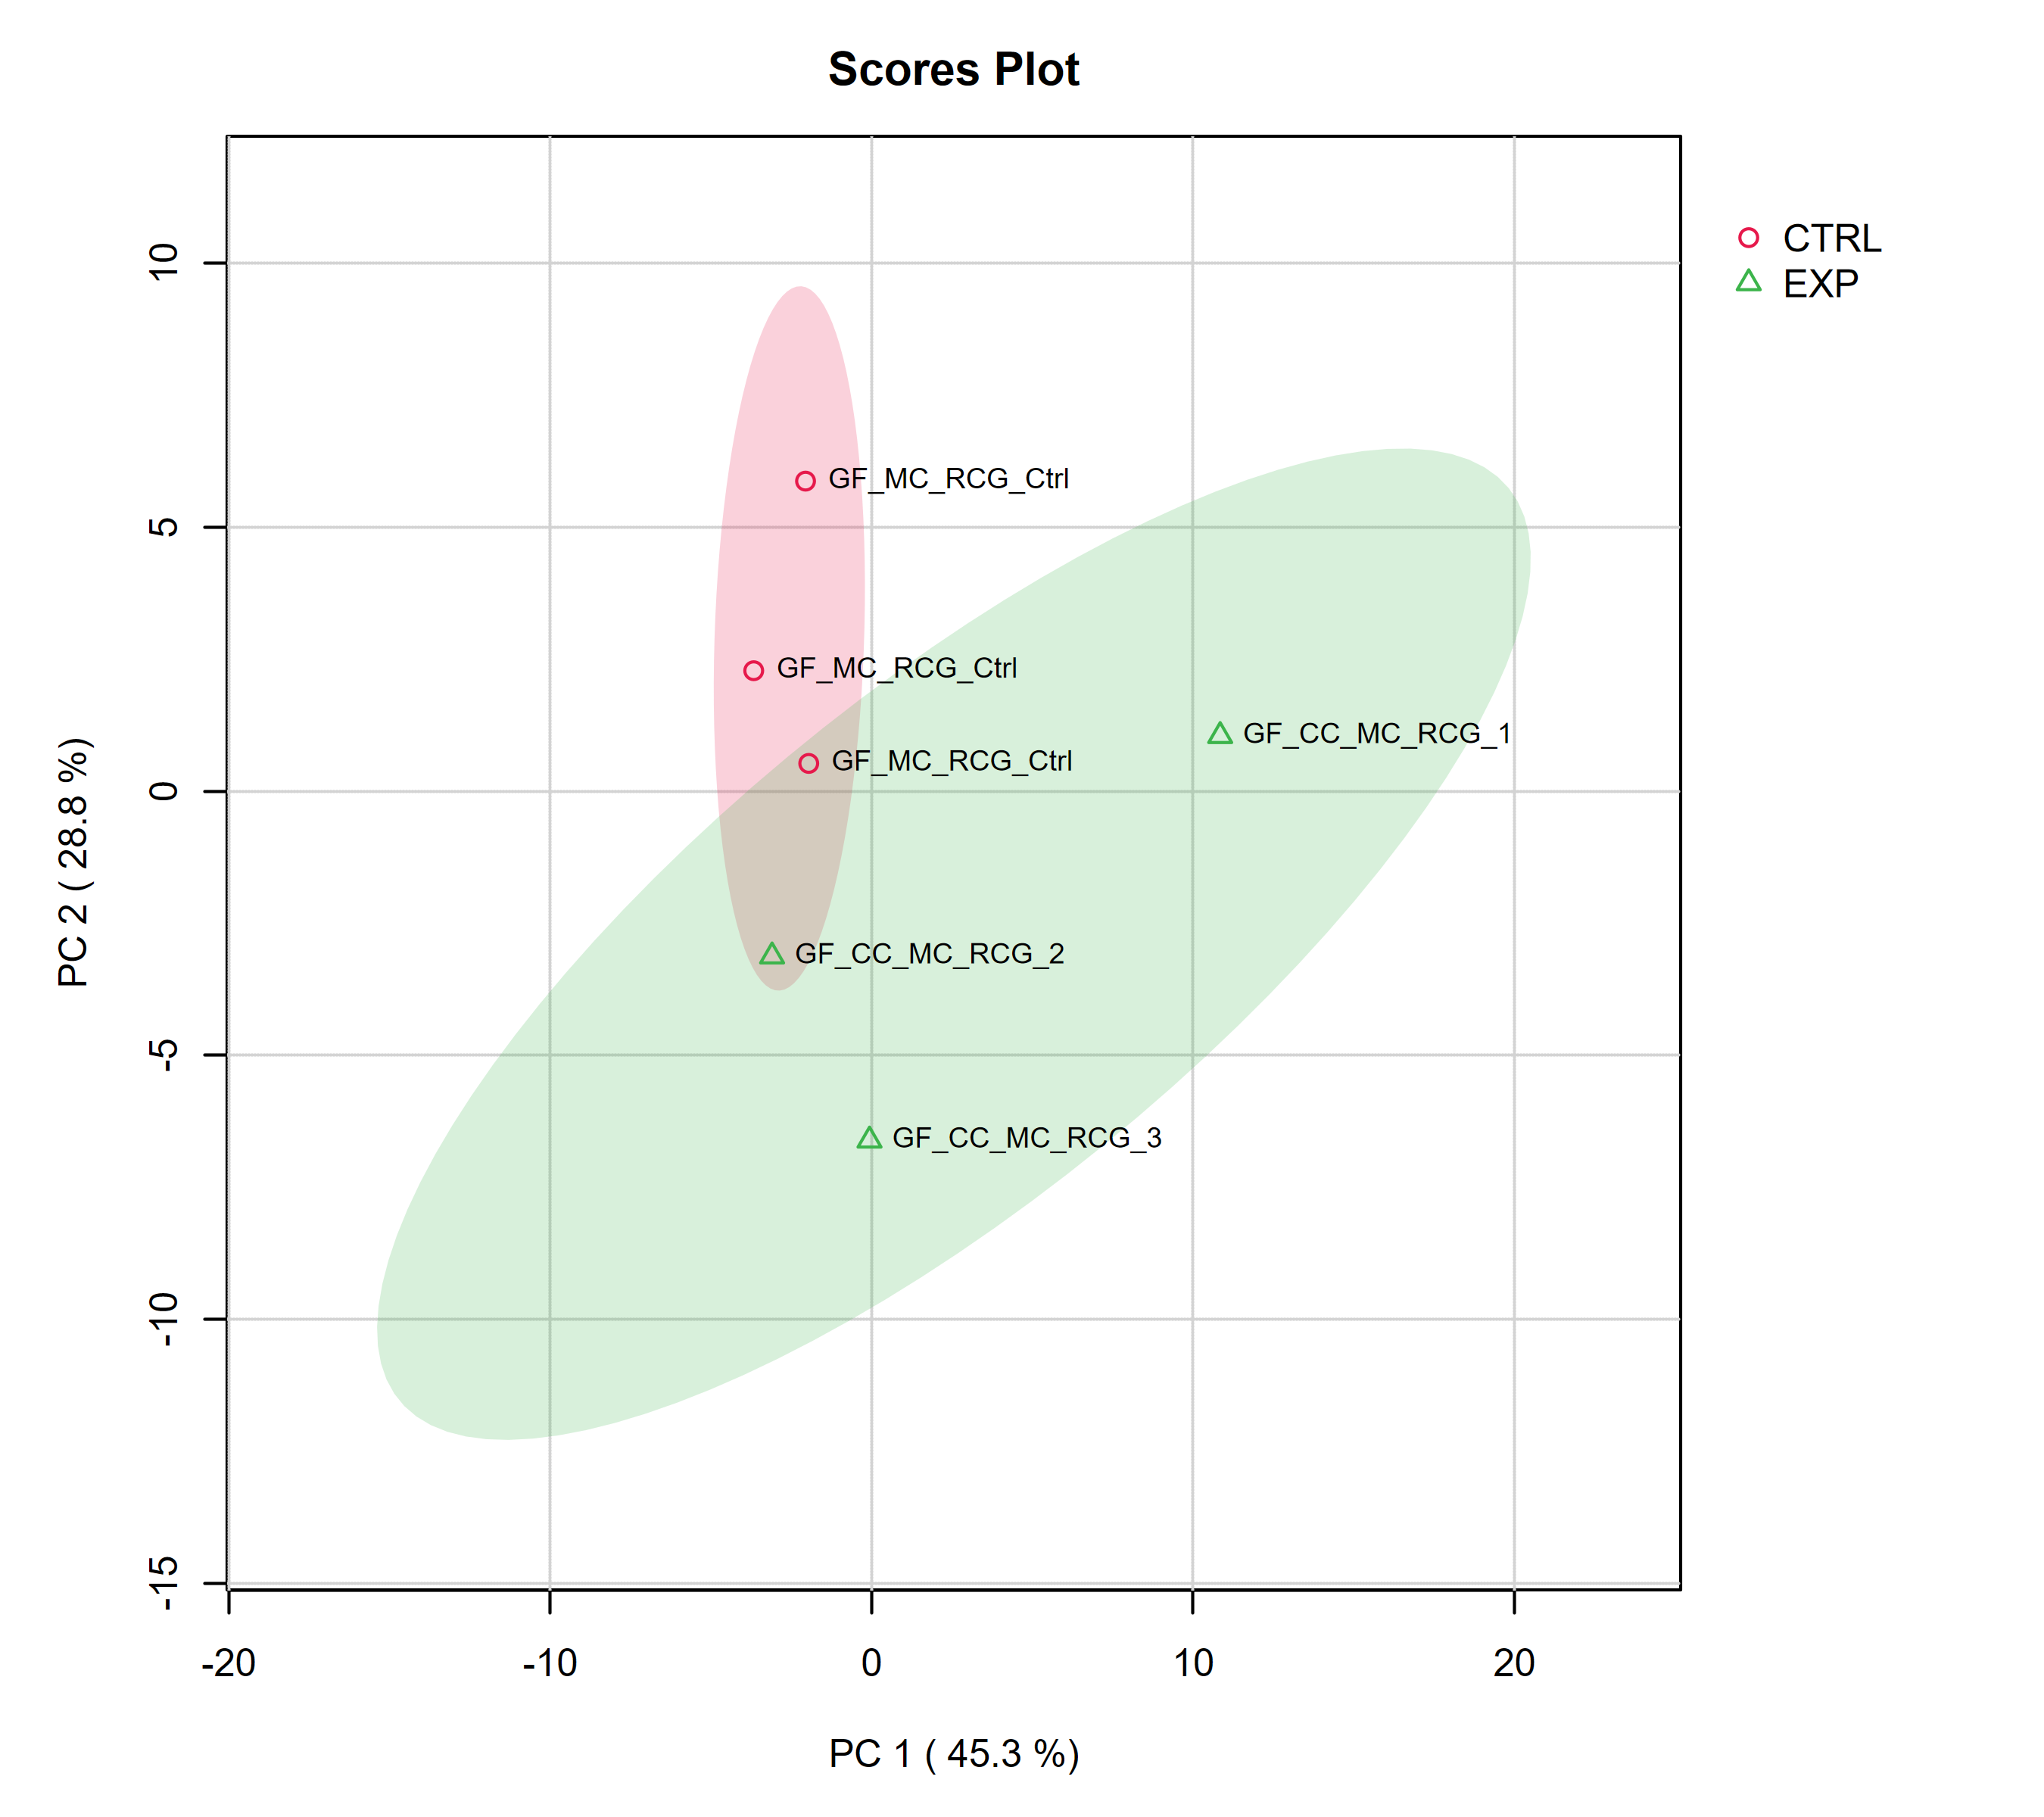 Scores Plot
CTRL
EXP
GF_MC_RCG_Ctrl
GF_MC_RCG_Ctrl
GF_CC_MC_RCG_1
GF_MC_RCG_Ctrl
GF_CC_MC_RCG_2
GF_CC_MC_RCG_3
10
5
0
-5
-10
-15
PC 2 ( 28.8 %)
-20 -10 0 10 20
PC 1 ( 45.3 %)